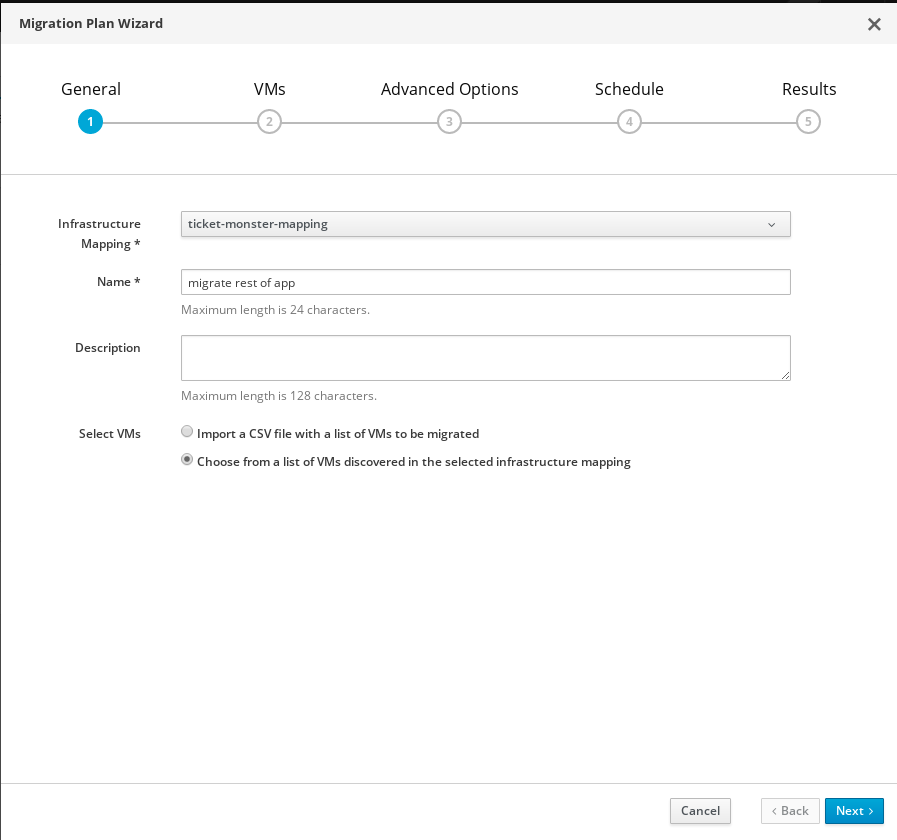 Migration Plan Wizard
General
VMs
Advanced Options
Schedule
Results
1
2
3
4
5
Infrastructure
Mapping *
ticket-monster-mapping
Name *
migrate rest of app
Maximum length is 24 characters.
Description
Maximum length is 128 characters.
Select VMs
Import a CSV file with a list of VMs to be migrated
Choose from a list of VMs discovered in the selected infrastructure mapping
Cancel
< Back
Next >